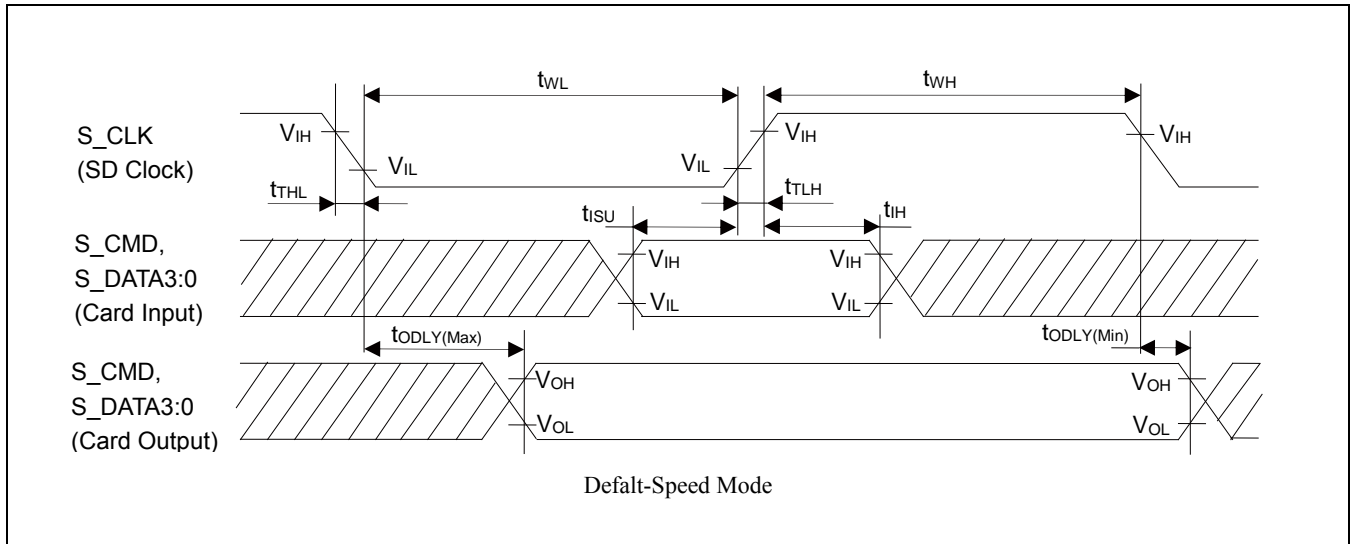 tWL
tWH
S_CLK
(SD Clock)
VIH
VIL
VIL
VIH
VIH
tTHL
tTLH
tISU
tIH
S_CMD,
S_DATA3:0
(Card Input)
VIH
VIL
VIH
VIL
tODLY(Max)
tODLY(Min)
S_CMD,
S_DATA3:0
(Card Output)
VOH
VOL
VOH
VOL
Defalt-Speed Mode